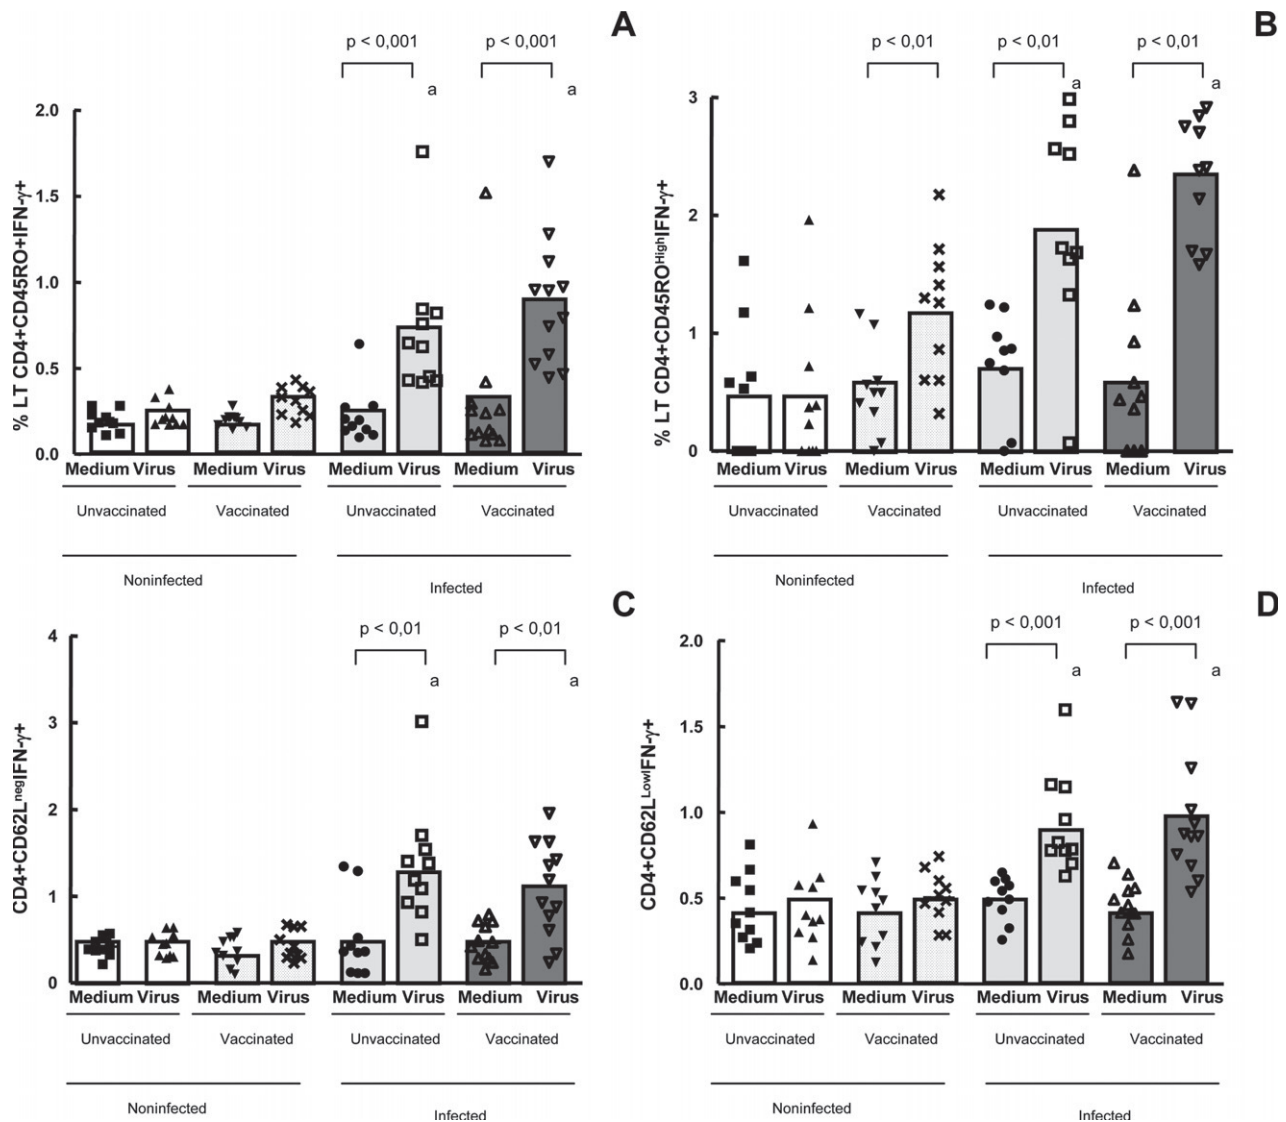 A
p < 0,001
p < 0,001
a
a
% LT CD4+CD45RO+IFN-γ+
2.0
1.5
1.0
0.5
0.0
Medium Virus
Medium Virus
Medium Virus
Medium Virus
Unvaccinated
Vaccinated
Unvaccinated
Vaccinated
Noninfected
Infected
B
p < 0,01
p < 0,01
p < 0,01
a
a
% LT CD4+CD45ROHighIFN-γ+
3
2
1
0
Medium Virus
Medium Virus
Medium Virus
Medium Virus
Unvaccinated
Vaccinated
Unvaccinated
Vaccinated
Noninfected
Infected
C
p < 0,01
p < 0,01
a
a
CD4+CD62LnegIFN-γ+
4
3
2
1
0
Medium Virus
Medium Virus
Medium Virus
Medium Virus
Unvaccinated
Vaccinated
Unvaccinated
Vaccinated
Noninfected
Infected
D
p < 0,001
p < 0,001
a
a
CD4+CD62LLowIFN-γ+
2.0
1.5
1.0
0.5
0.0
Medium Virus
Medium Virus
Medium Virus
Medium Virus
Unvaccinated
Vaccinated
Unvaccinated
Vaccinated
Noninfected
Infected